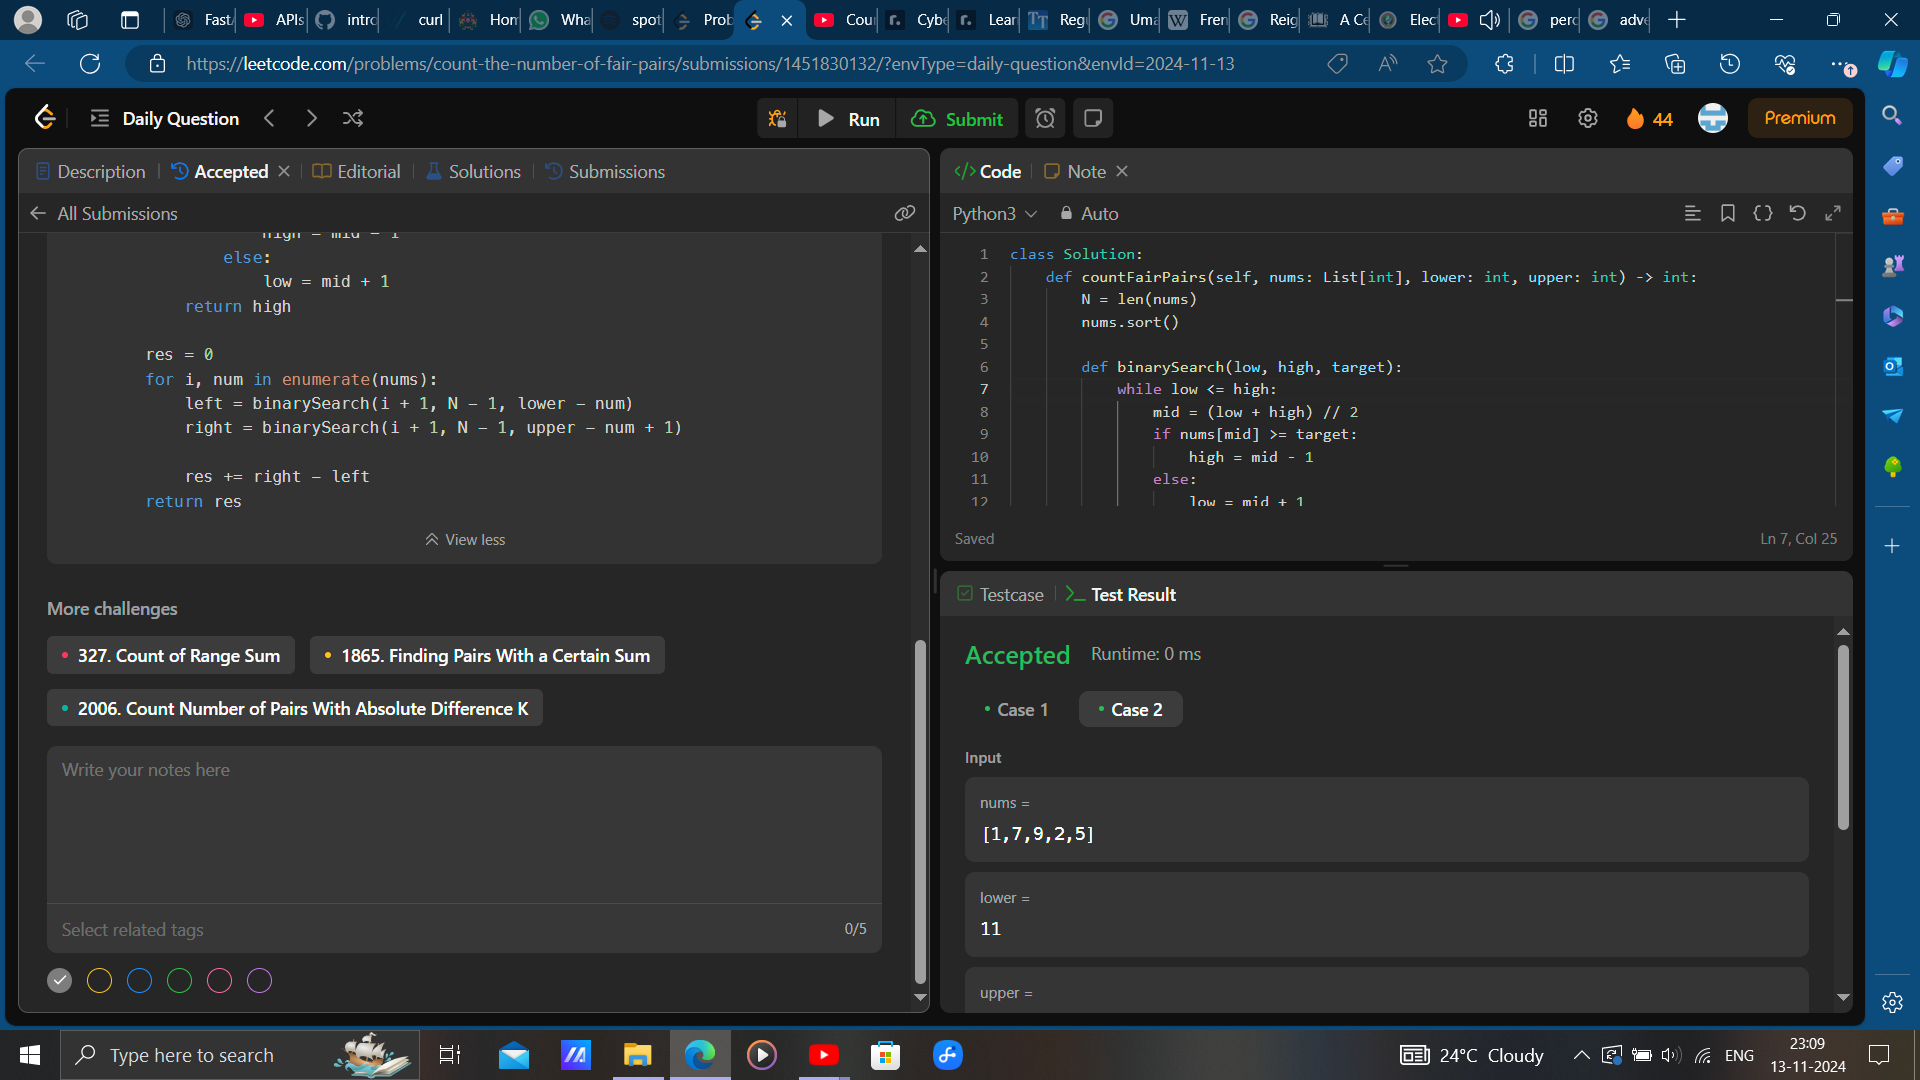 Fast
APIs
intro
curl
Hom
Wha
spot
Prob
Cou
Cybe
Lear
Regu
Uma
Fren
Reig
A Ce
Elec
perc
adve
https://leetcode.com/problems/count-the-number-of-fair-pairs/submissions/1451830132/?envType=daily-question&envId=2024-11-13
Daily Question
Run
Submit
44
Premium
Description
Accepted
Editorial
Solutions
Submissions
All Submissions
high = mid - 1
else:
low = mid + 1
return high
res = 0
for i, num in enumerate(nums):
left = binarySearch(i + 1, N - 1, lower - num)
right = binarySearch(i + 1, N - 1, upper - num + 1)
res += right - left
return res
View less
More challenges
327. Count of Range Sum
1865. Finding Pairs With a Certain Sum
2006. Count Number of Pairs With Absolute Difference K
Write your notes here
Select related tags
0/5
</> Code
Note
Python3
Auto
1 class Solution:
2 def countFairPairs(self, nums: List[int], lower: int, upper: int) -> int:
3 N = len(nums)
4 nums.sort()
5
6 def binarySearch(low, high, target):
7 while low <= high:
8 mid = (low + high) // 2
9 if nums[mid] >= target:
10 high = mid - 1
11 else:
12 low = mid + 1
Saved
Ln 7, Col 25
Testcase
Test Result
Accepted
Runtime: 0 ms
Case 1
Case 2
Input
nums =
[1,7,9,2,5]
lower =
11
upper =
Type here to search
24°C Cloudy
ENG
23:09
13-11-2024